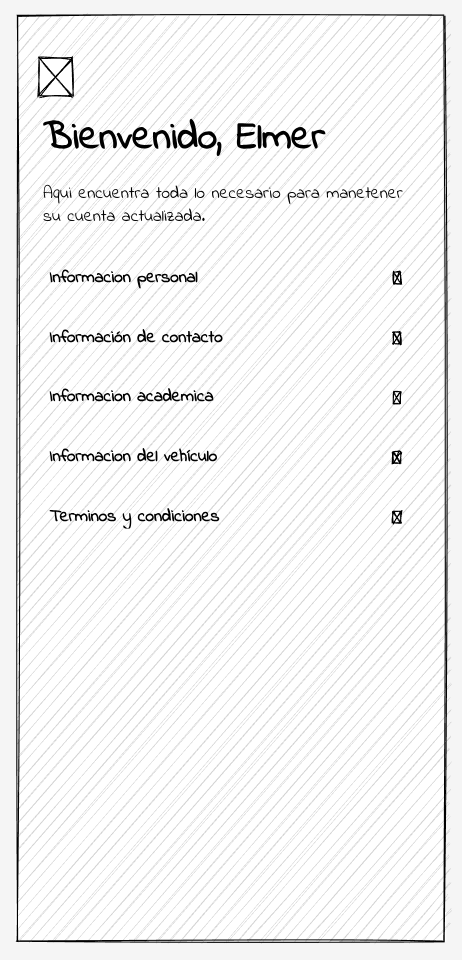 Bienvenido, Elmer
Aqui encuentra toda lo necesario para manetener
su cuenta actualizada.
Informacion personal
Información de contacto
Informacion academica
Informacion del vehículo
Terminos y condiciones